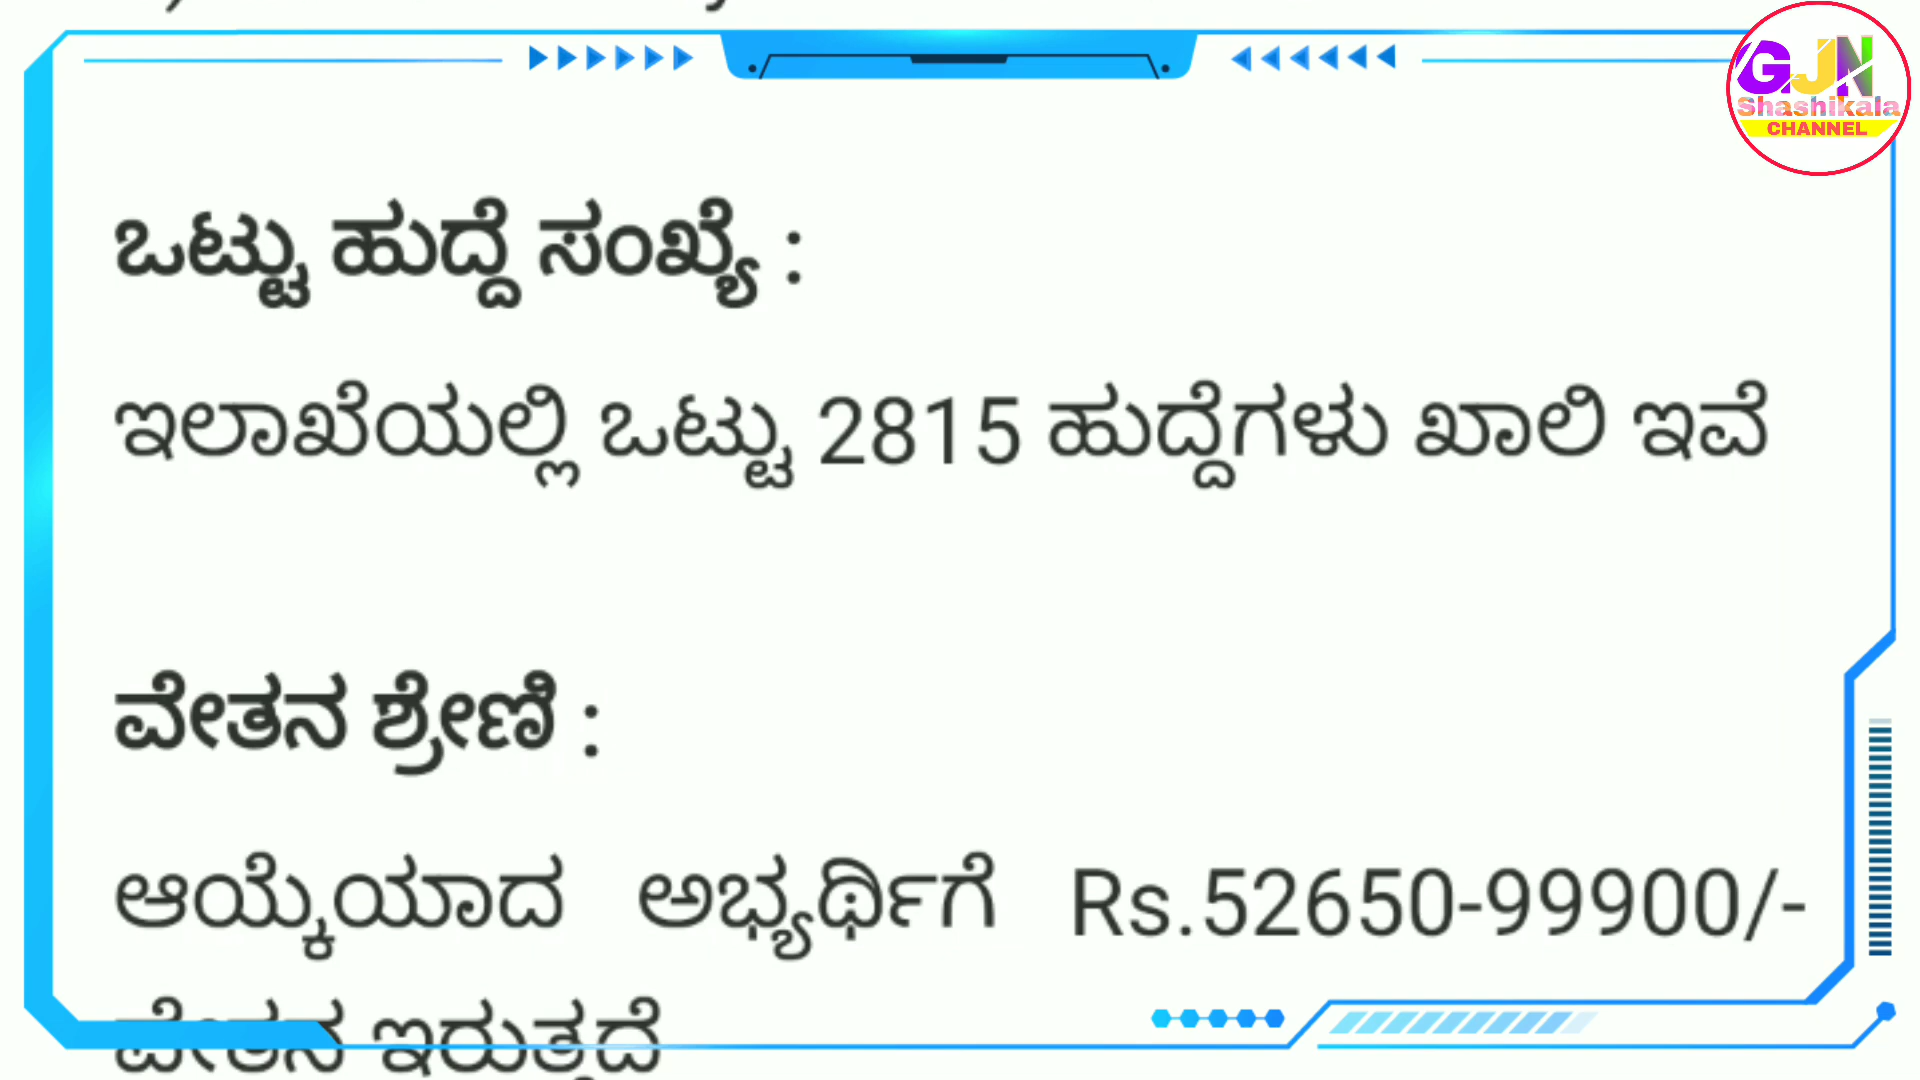 GJN
Shashikala
CHANNEL
ಒಟ್ಟು ಹುದ್ದೆ ಸಂಖ್ಯೆ :
ಇಲಾಖೆಯಲ್ಲಿ ಒಟ್ಟು 2815 ಹುದ್ದೆಗಳು ಖಾಲಿ ಇವೆ
ವೇತನ ಶ್ರೇಣಿ :
ಆಯ್ಕೆಯಾದ ಅಭ್ಯರ್ಥಿಗೆ Rs.52650-99900/-
ವೇತನ ಇರುತ್ತದೆ